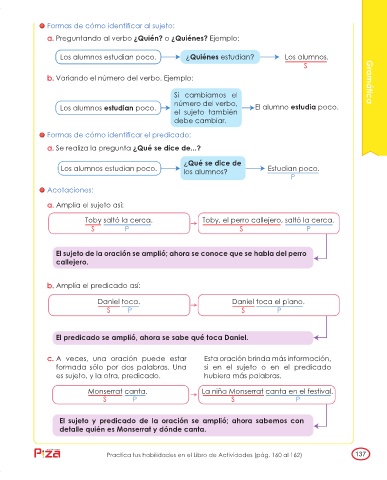 Formas de cómo identificar al sujeto:
a. Preguntando al verbo ¿Quién? o ¿Quiénes? Ejemplo:
Los alumnos estudian poco. ¿Quiénes estudian? Los alumnos.
S
b. Variando el número del verbo. Ejemplo:
Los alumnos estudian poco.
Si cambiamos el
número del verbo,
el sujeto también
debe cambiar.
El alumno estudia poco.
Formas de cómo identificar el predicado:
a. Se realiza la pregunta ¿Qué se dice de...?
Los alumnos estudian poco.
¿Qué se dice de
los alumnos?
Estudian poco.
P
Acotaciones:
a. Amplía el sujeto así:
Toby saltó la cerca. Toby, el perro callejero, saltó la cerca.
S P S P
El sujeto de la oración se amplió; ahora se conoce que se habla del perro
callejero.
b. Amplía el predicado así:
Daniel toca. Daniel toca el piano.
S P S P
El predicado se amplió, ahora se sabe qué toca Daniel.
c. A veces, una oración puede estar
formada sólo por dos palabras. Una
es sujeto, y la otra, predicado.
Esta oración brinda más información,
si en el sujeto o en el predicado
hubiera más palabras.
Monserrat canta. La niña Monserrat canta en el festival.
S P S P
El sujeto y predicado de la oración se amplió; ahora sabemos con
detalle quién es Monserrat y dónde canta.
Gramática
Piza
Practica tus habilidades en el Libro de Actividades (pág. 160 al 162)
137